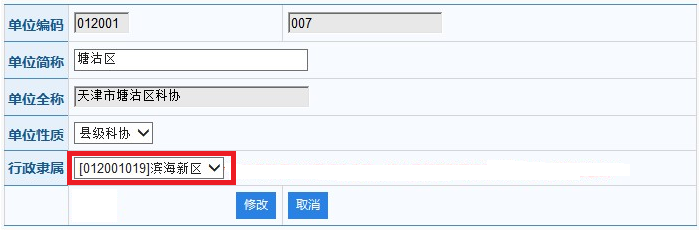 单位编码 012001 007
单位简称 塘沽区
单位全称 天津市塘沽区科协
单位性质 县级科协
行政隶属 [012001019]滨海新区
修改 取消